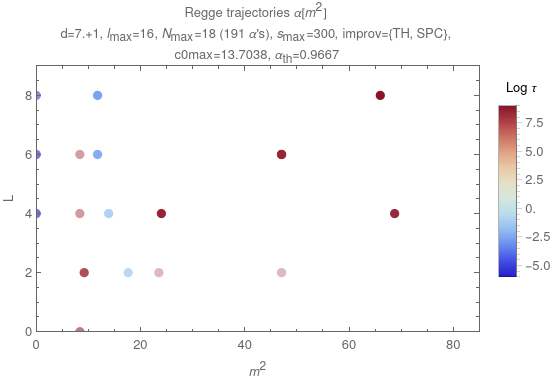 Regge trajectories α[m²]
d=7.+1, lmax=16, Nmax=18 (191 α's), smax=300, improv={TH, SPC},
c0max=13.7038, αth=0.9667
Log τ
8
7.5
6
5.0
2.5
L
4
0.
-2.5
2
-5.0
0
0 20 40 60 80
m²